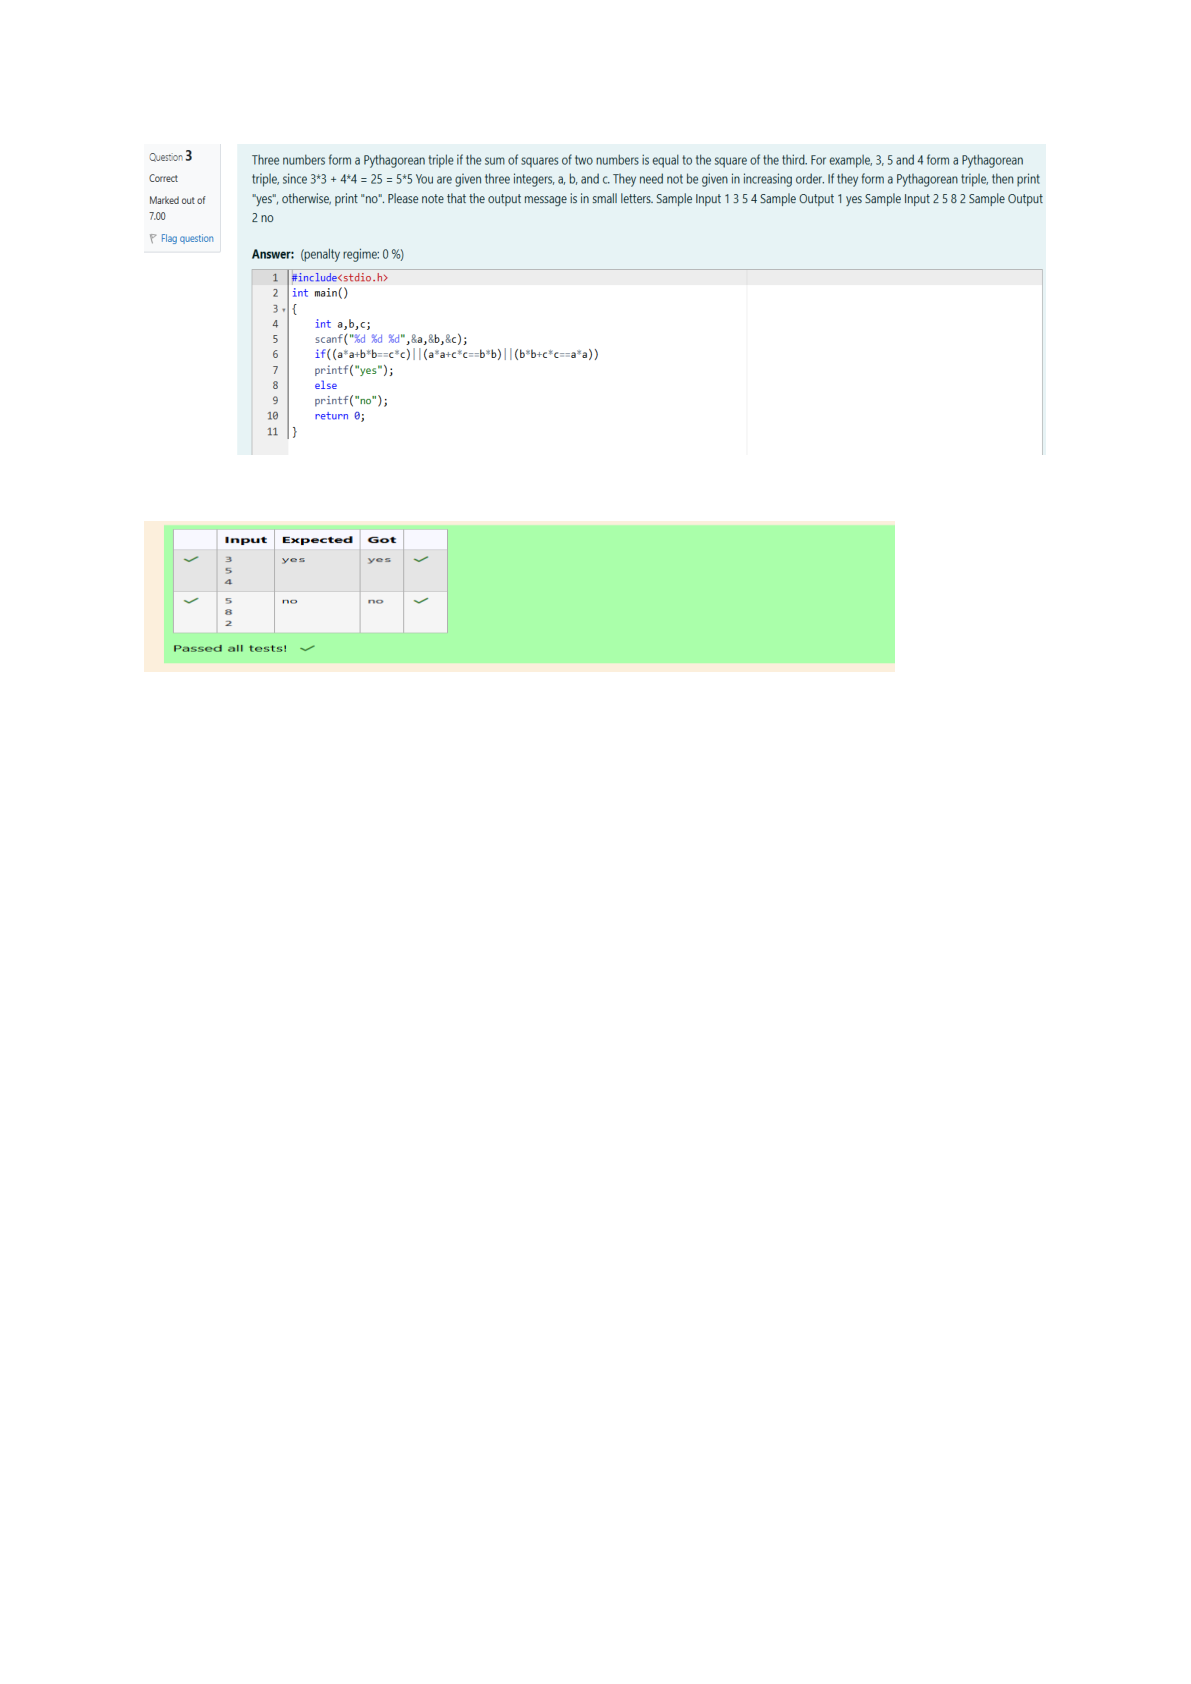 Question 3
Correct
Marked out of
7.00
Flag question
Three numbers form a Pythagorean triple if the sum of squares of two numbers is equal to the square of the third. For example, 3, 5 and 4 form a Pythagorean
triple, since 3*3 + 4*4 = 25 = 5*5 You are given three integers, a, b, and c. They need not be given in increasing order. If they form a Pythagorean triple, then print
"yes", otherwise, print "no". Please note that the output message is in small letters. Sample Input 1 3 5 4 Sample Output 1 yes Sample Input 2 5 8 2 Sample Output
2 no
Answer: (penalty regime: 0 %)
1 #include<stdio.h>
2 int main()
3 {
4 int a,b,c;
5 scanf("%d %d %d",&a,&b,&c);
6 if((a*a+b*b==c*c)||(a*a+c*c==b*b)||(b*b+c*c==a*a))
7 printf("yes");
8 else
9 printf("no");
10 return 0;
11 }
Input Expected Got
3 yes yes
5
4
5 no no
8
2
Passed all tests!